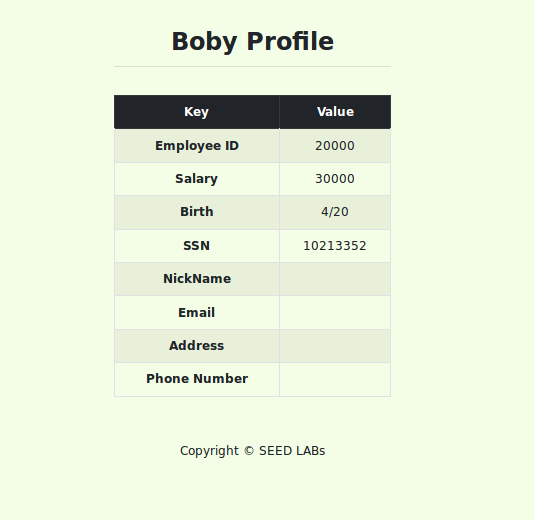 Boby Profile
Key Value
Employee ID 20000
Salary 30000
Birth 4/20
SSN 10213352
NickName
Email
Address
Phone Number
Copyright © SEED LABs